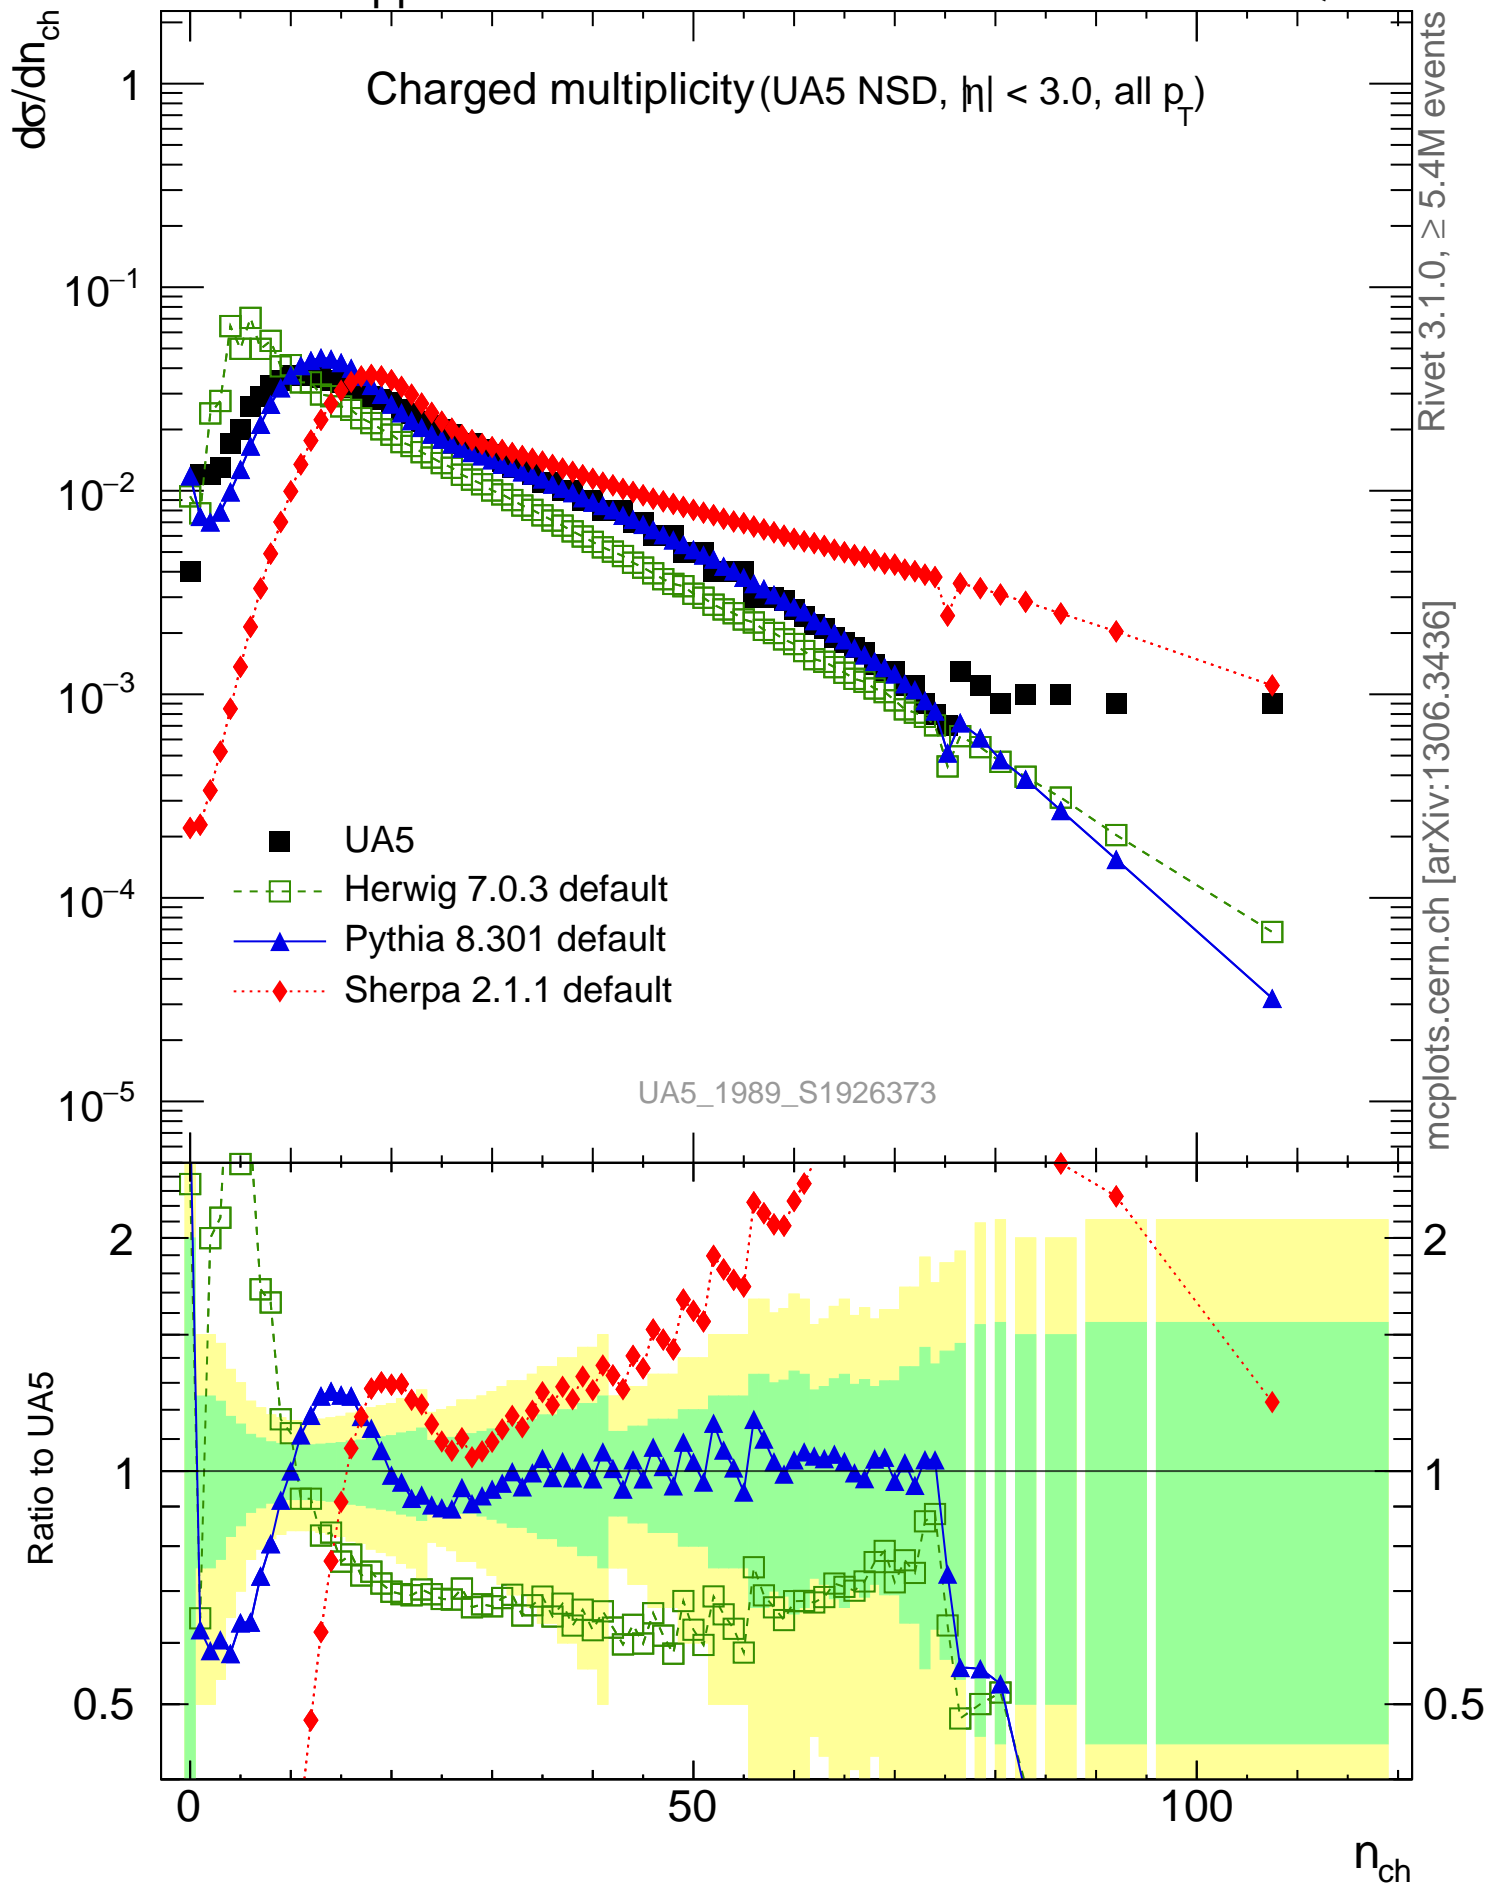 dσ/dn_ch
Charged multiplicity (UA5 NSD, |η| < 3.0, all p_T)
1
10^−1
10^−2
10^−3
10^−4
10^−5
UA5
Herwig 7.0.3 default
Pythia 8.301 default
Sherpa 2.1.1 default
UA5_1989_S1926373
Rivet 3.1.0, ≥ 5.4M events
mcplots.cern.ch [arXiv:1306.3436]
Ratio to UA5
2
1
0.5
2
1
0.5
0
50
100
n_ch